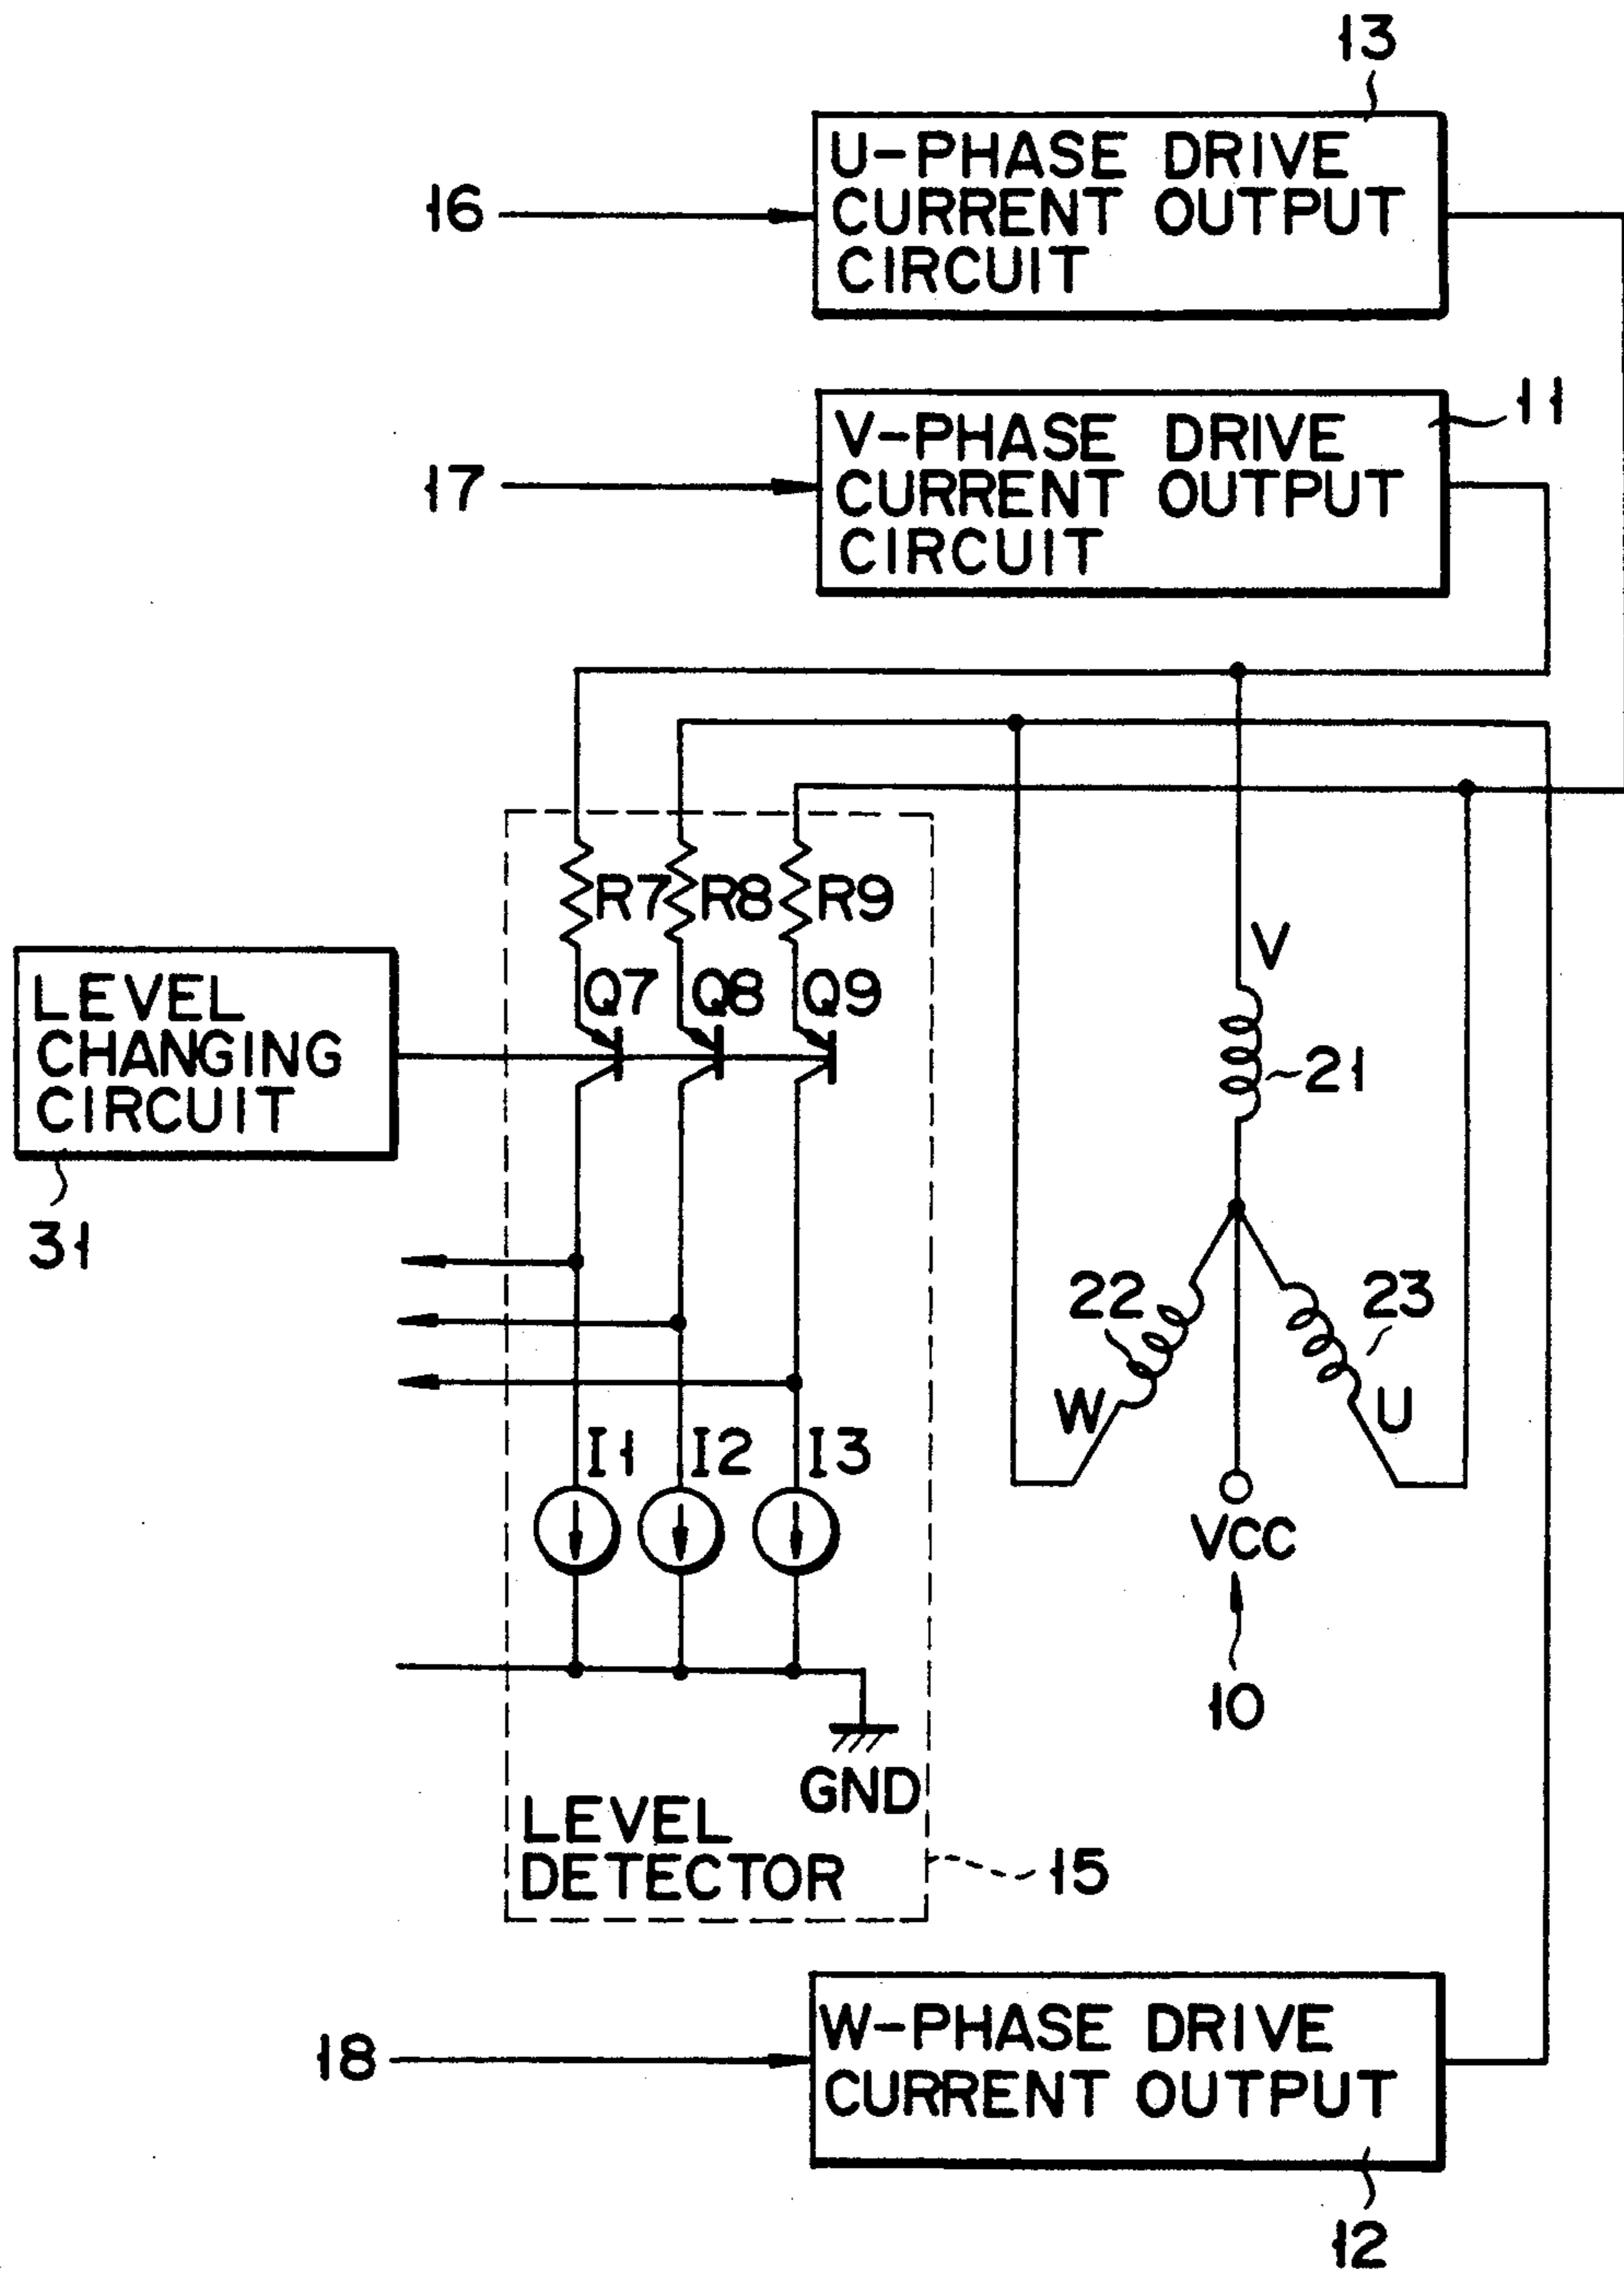 13
U-PHASE DRIVE
CURRENT OUTPUT
CIRCUIT
16
11
V-PHASE DRIVE
CURRENT OUTPUT
CIRCUIT
17
R7 R8 R9
V
Q7 Q8 Q9
LEVEL
CHANGING
CIRCUIT
21
31
22 23
W U
I1 I2 I3
VCC
10
GND
LEVEL
DETECTOR
15
W-PHASE DRIVE
CURRENT OUTPUT
18
12